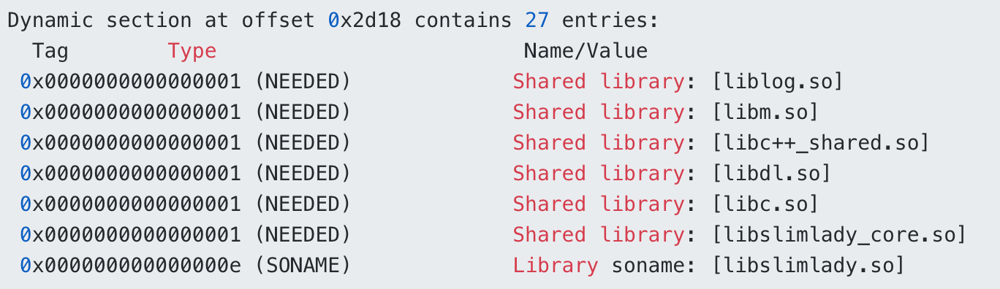 Dynamic section at offset 0x2d18 contains 27 entries:
Tag Type Name/Value
0x0000000000000001 (NEEDED) Shared library: [liblog.so]
0x0000000000000001 (NEEDED) Shared library: [libm.so]
0x0000000000000001 (NEEDED) Shared library: [libc++_shared.so]
0x0000000000000001 (NEEDED) Shared library: [libdl.so]
0x0000000000000001 (NEEDED) Shared library: [libc.so]
0x0000000000000001 (NEEDED) Shared library: [libslimlady_core.so]
0x000000000000000e (SONAME) Library soname: [libslimlady.so]